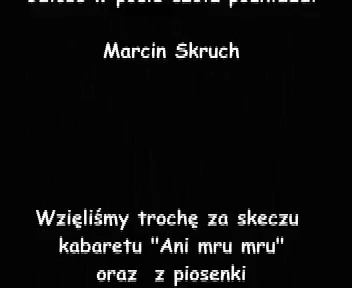 Marcin Skruch
Wzięliśmy trochę za skeczu
kabaretu "Ani mru mru"
oraz z piosenki